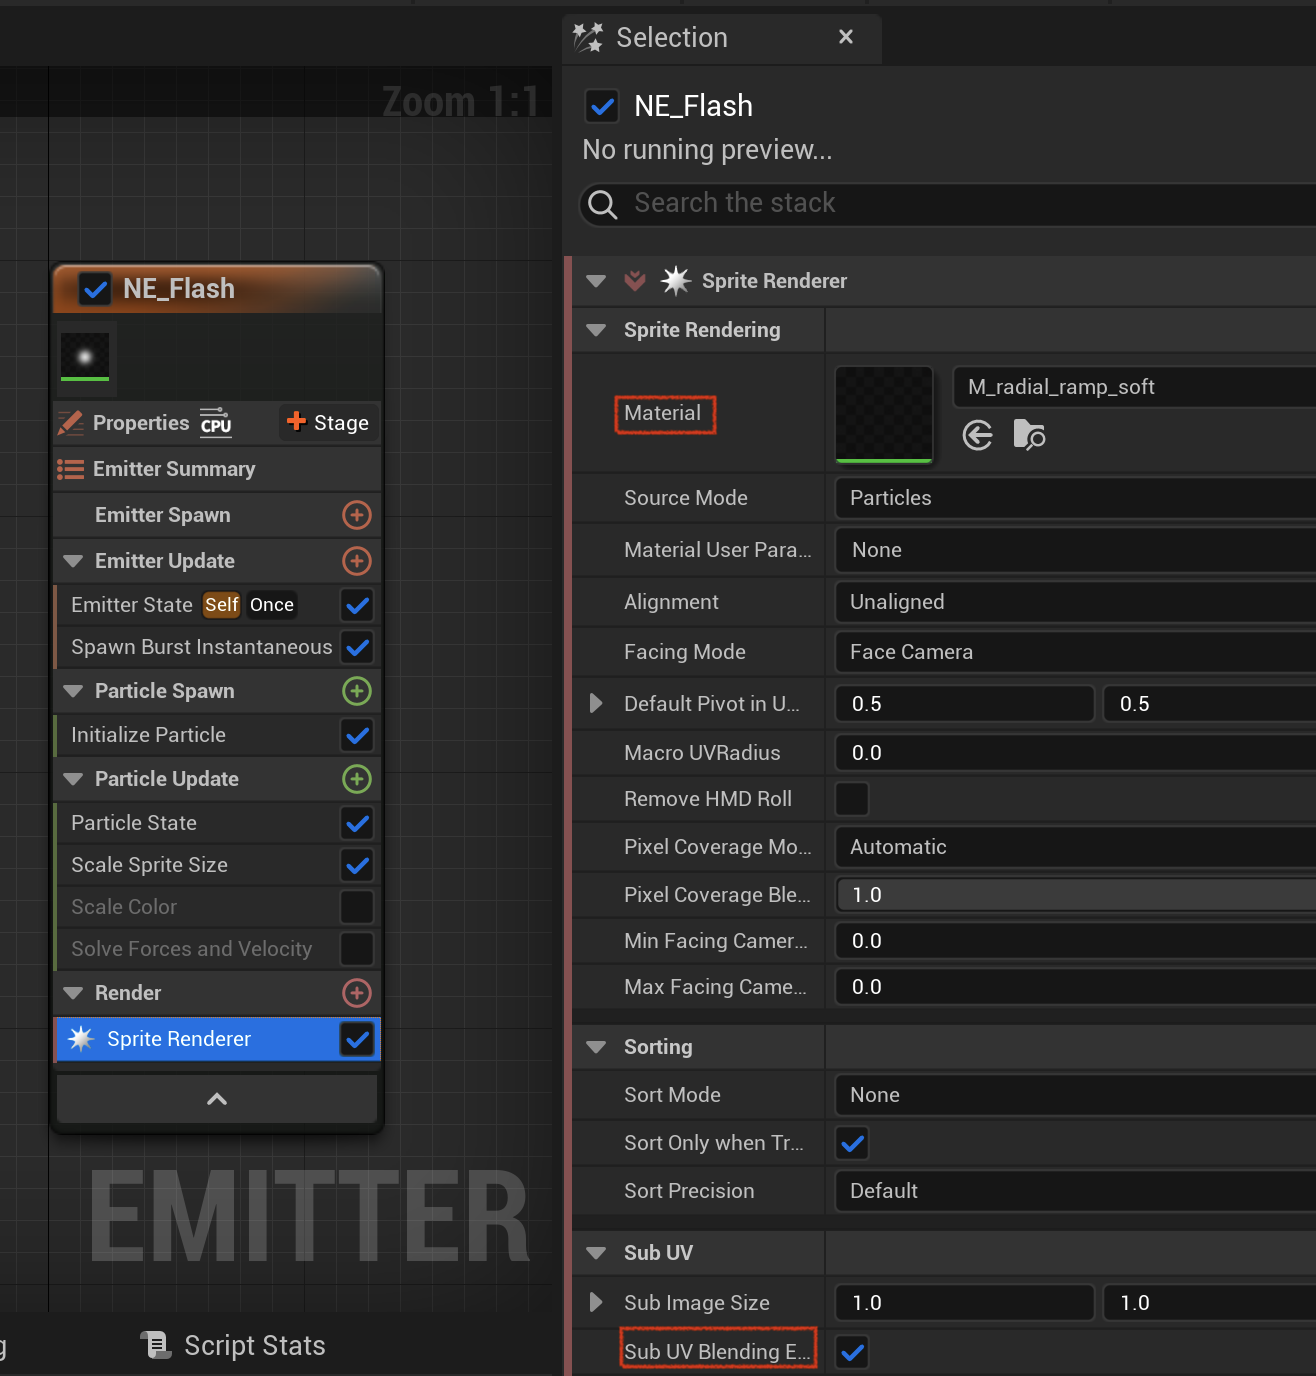 Selection
Zoom 1:1
NE_Flash
No running preview...
Search the stack
NE_Flash
Properties
CPU
Stage
Emitter Summary
Emitter Spawn
Emitter Update
Emitter State Self Once
Spawn Burst Instantaneous
Particle Spawn
Initialize Particle
Particle Update
Particle State
Scale Sprite Size
Scale Color
Solve Forces and Velocity
Render
Sprite Renderer
EMITTER
Script Stats
Sprite Renderer
Sprite Rendering
Material
M_radial_ramp_soft
Source Mode
Particles
Material User Para...
None
Alignment
Unaligned
Facing Mode
Face Camera
Default Pivot in U...
0.5
0.5
Macro UVRadius
0.0
Remove HMD Roll
Pixel Coverage Mo...
Automatic
Pixel Coverage Ble...
1.0
Min Facing Camer...
0.0
Max Facing Came...
0.0
Sorting
Sort Mode
None
Sort Only when Tr...
Sort Precision
Default
Sub UV
Sub Image Size
1.0
1.0
Sub UV Blending E...